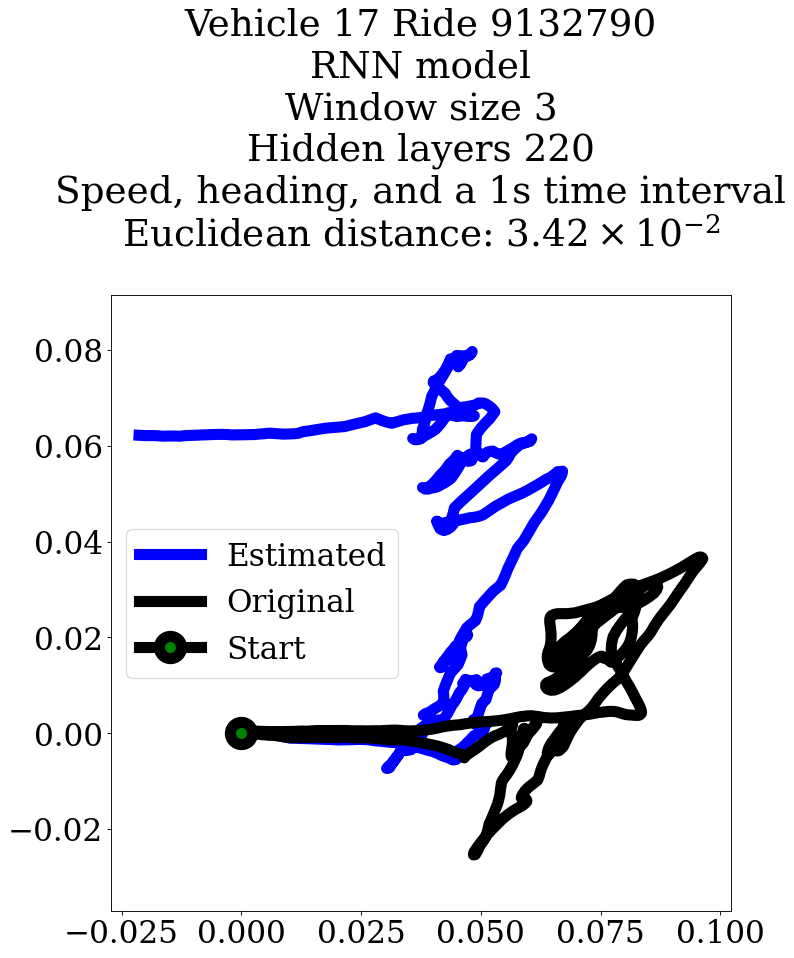 Vehicle 17 Ride 9132790
RNN model
Window size 3
Hidden layers 220
Speed, heading, and a 1s time interval
Euclidean distance: 3.42 × 10⁻²
0.08
0.06
0.04
0.02
0.00
−0.02
Estimated
Original
Start
−0.025 0.000 0.025 0.050 0.075 0.100